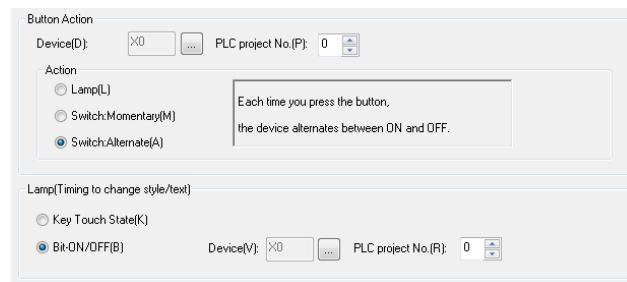 Button Action
Device(D): X0 ... PLC project No.(P): 0
Action
Lamp(L)
Switch:Momentary(M)
Switch:Alternate(A)
Each time you press the button,
the device alternates between ON and OFF.
Lamp(Timing to change style/text)
Key Touch State(K)
Bit-ON/OFF(B) Device(V): X0 ... PLC project No.(R): 0